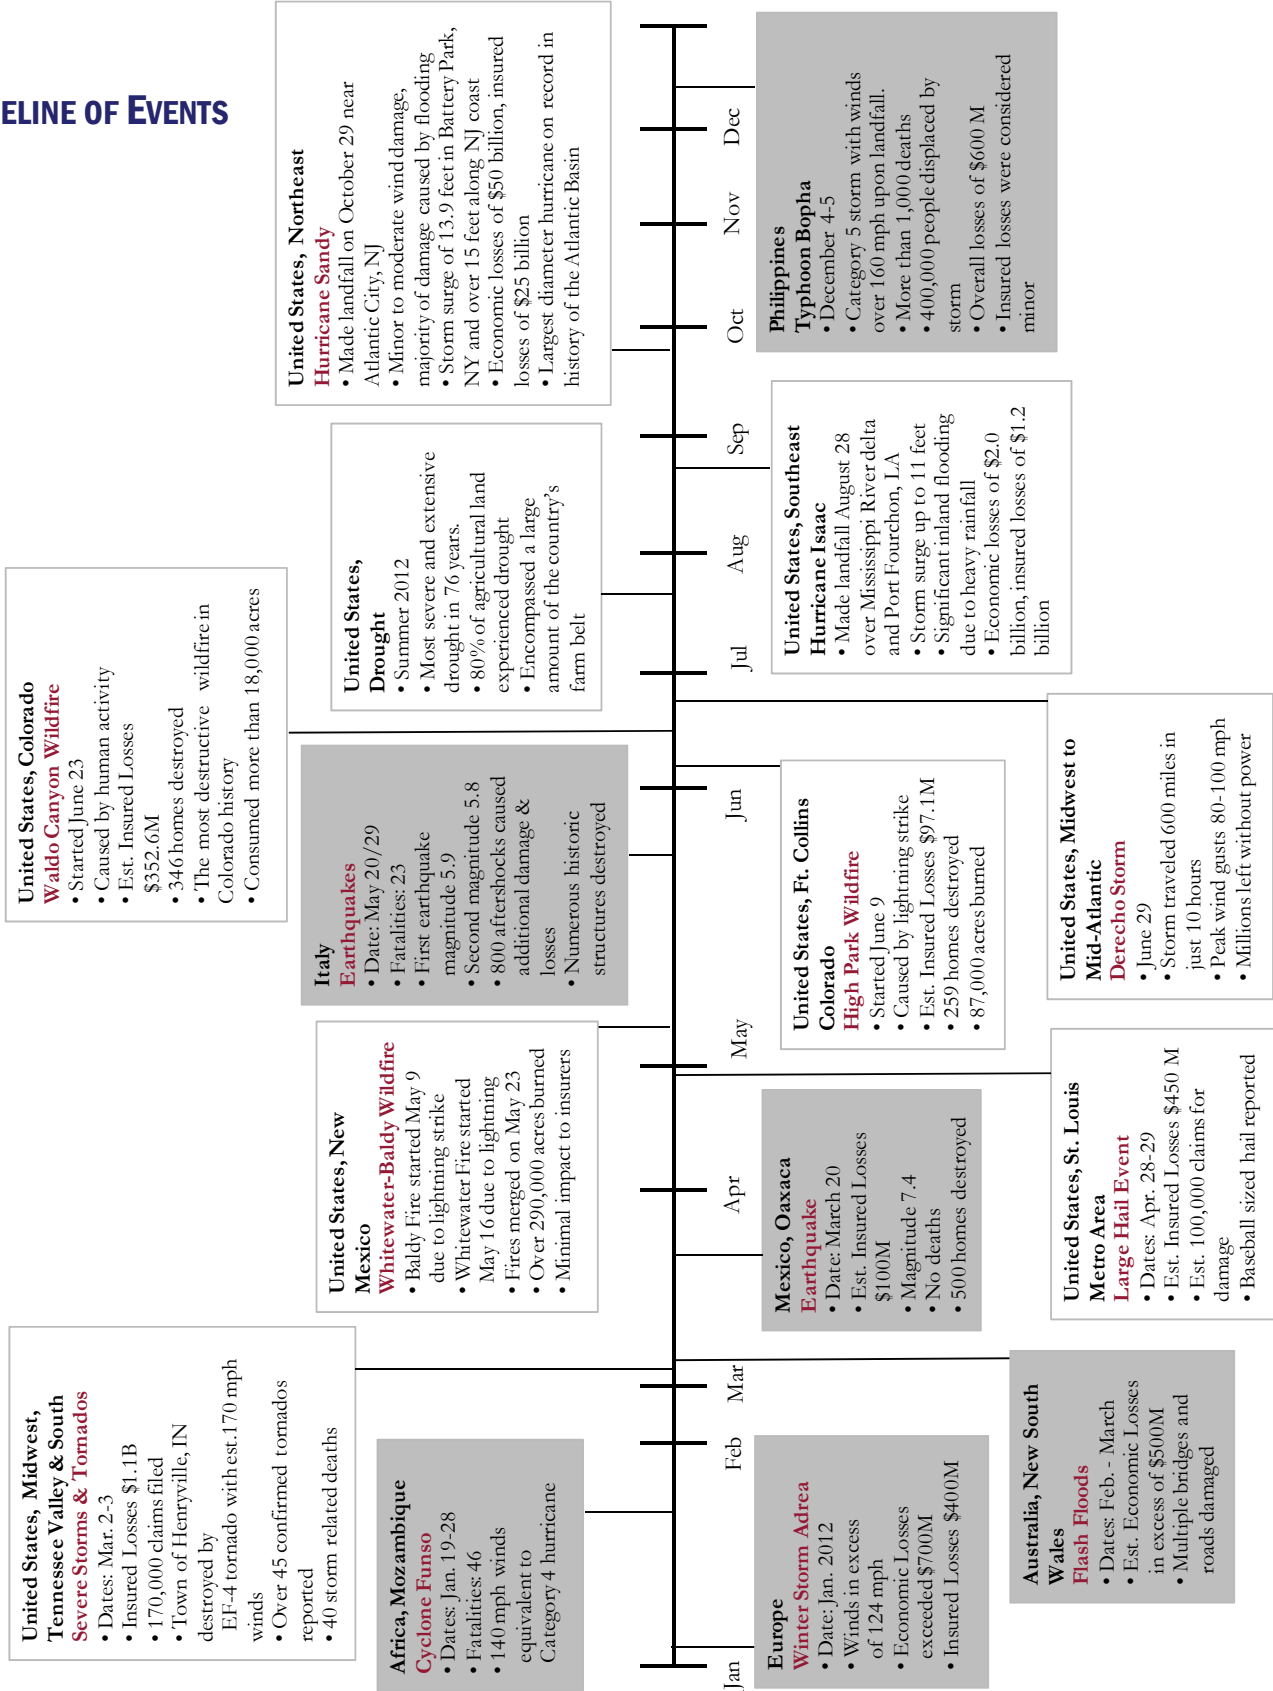 ELINE OF EVENTS
United States, Midwest,
Tennessee Valley & South
Severe Storms & Tornados
• Dates: Mar. 2-3
• Insured Losses $1.1B
• 170,000 claims filed
• Town of Henryville, IN
destroyed by
EF-4 tornado with est.170 mph
winds
• Over 45 confirmed tornados
reported
• 40 storm related deaths
United States, Colorado
Waldo Canyon Wildfire
• Started June 23
• Caused by human activity
• Est. Insured Losses
$352.6M
• 346 homes destroyed
• The most destructive wildfire in
Colorado history
• Consumed more than 18,000 acres
United States, Northeast
Hurricane Sandy
• Made landfall on October 29 near
Atlantic City, NJ
• Minor to moderate wind damage,
majority of damage caused by flooding
• Storm surge of 13.9 feet in Battery Park,
NY and over 15 feet along NJ coast
• Economic losses of $50 billion, insured
losses of $25 billion
• Largest diameter hurricane on record in
history of the Atlantic Basin
Africa, Mozambique
Cyclone Funso
• Dates: Jan. 19-28
• Fatalities: 46
• 140 mph winds
equivalent to
Category 4 hurricane
United States, New
Mexico
Whitewater-Baldy Wildfire
• Baldy Fire started May 9
due to lightning strike
• Whitewater Fire started
May 16 due to lightning
• Fires merged on May 23
• Over 290,000 acres burned
• Minimal impact to insurers
Italy
Earthquakes
• Date: May 20/29
• Fatalities: 23
• First earthquake
magnitude 5.9
• Second magnitude 5.8
• 800 aftershocks caused
additional damage &
losses
• Numerous historic
structures destroyed
United States,
Drought
• Summer 2012
• Most severe and extensive
drought in 76 years.
• 80% of agricultural land
experienced drought
• Encompassed a large
amount of the country's
farm belt
Jan
Feb
Mar
Apr
May
Jun
Jul
Aug
Sep
Oct
Nov
Dec
Europe
Winter Storm Adrea
• Date: Jan. 2012
• Winds in excess
of 124 mph
• Economic Losses
exceeded $700M
• Insured Losses $400M
Mexico, Oaxaca
Earthquake
• Date: March 20
• Est. Insured Losses
$100M
• Magnitude 7.4
• No deaths
• 500 homes destroyed
United States, Ft. Collins
Colorado
High Park Wildfire
• Started June 9
• Caused by lightning strike
• Est. Insured Losses $97.1M
• 259 homes destroyed
• 87,000 acres burned
United States, Southeast
Hurricane Isaac
• Made landfall August 28
over Mississippi River delta
and Port Fourchon, LA
• Storm surge up to 11 feet
• Significant inland flooding
due to heavy rainfall
• Economic losses of $2.0
billion, insured losses of $1.2
billion
Philippines
Typhoon Bopha
• December 4-5
• Category 5 storm with winds
over 160 mph upon landfall.
• More than 1,000 deaths
• 400,000 people displaced by
storm
• Overall losses of $600 M
• Insured losses were considered
minor
Australia, New South
Wales
Flash Floods
• Dates: Feb. - March
• Est. Economic Losses
in excess of $500M
• Multiple bridges and
roads damaged
United States, St. Louis
Metro Area
Large Hail Event
• Dates: Apr. 28-29
• Est. Insured Losses $450 M
• Est. 100,000 claims for
damage
• Baseball sized hail reported
United States, Midwest to
Mid-Atlantic
Derecho Storm
• June 29
• Storm traveled 600 miles in
just 10 hours
• Peak wind gusts 80-100 mph
• Millions left without power